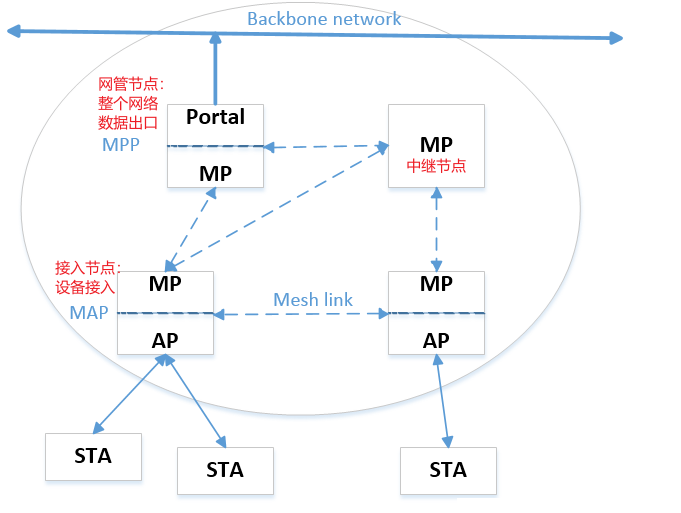 Backbone network
网管节点：
整个网络
数据出口
MPP
Portal
MP
MP
中继节点
接入节点：
设备接入
MAP
MP
AP
Mesh link
MP
AP
STA
STA
STA